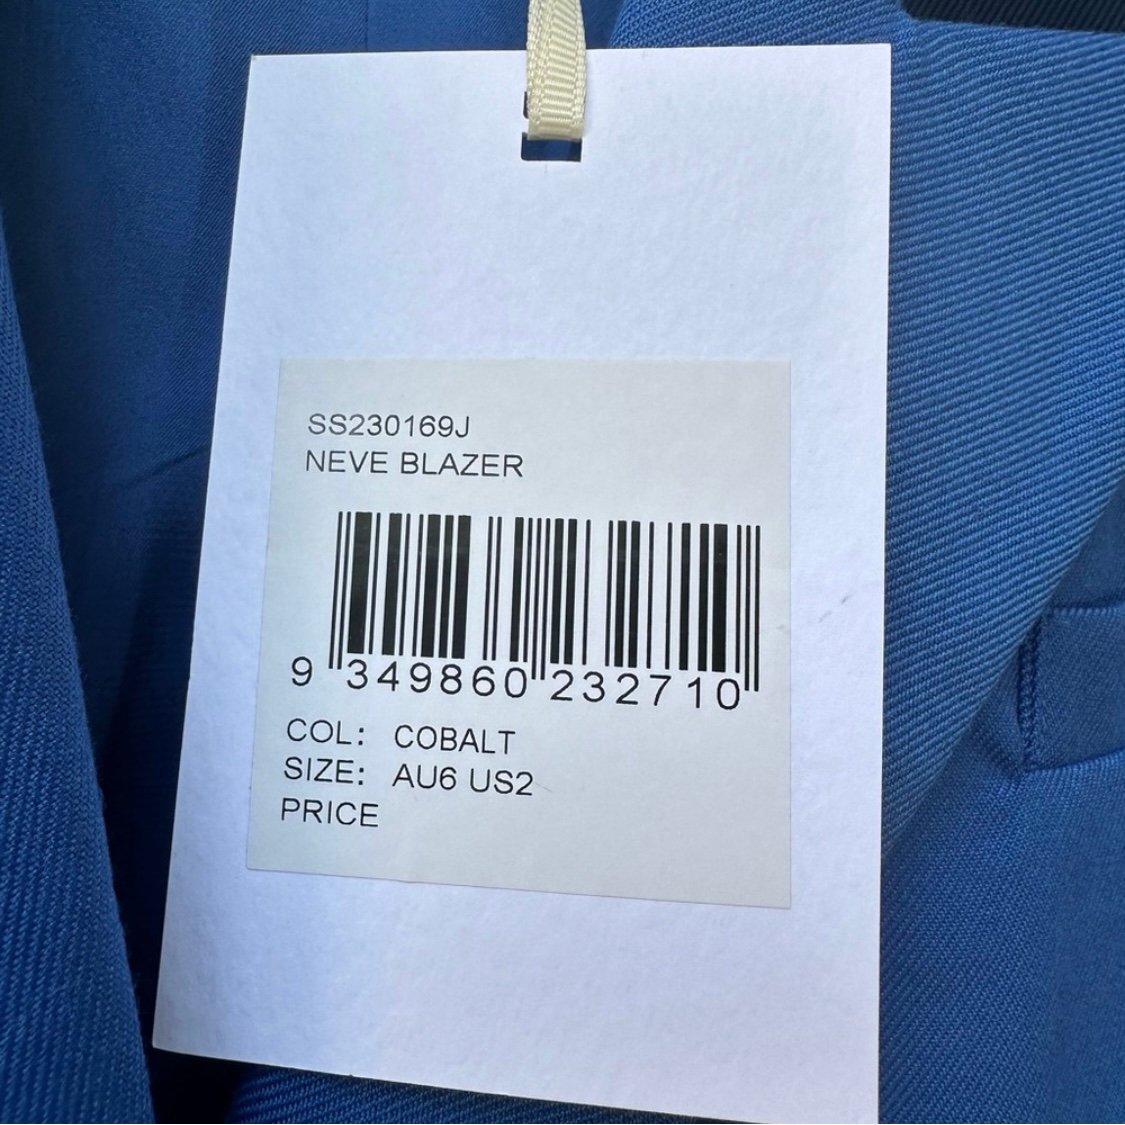 SS230169J
NEVE BLAZER
9 349860 232710
COL: COBALT
SIZE: AU6 US2
PRICE